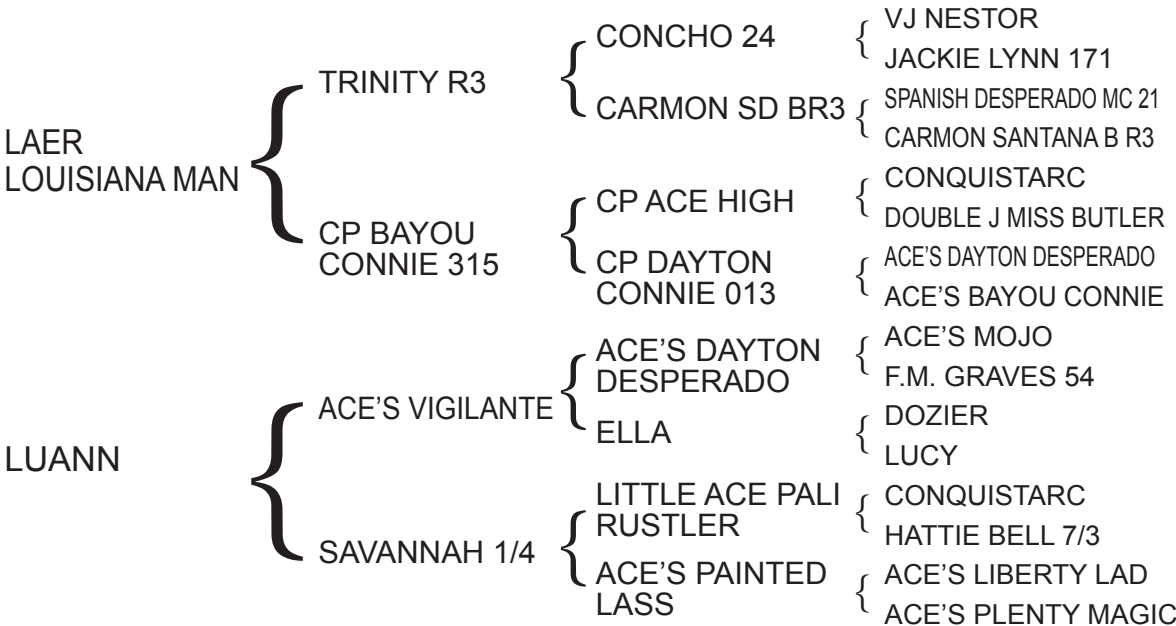 LAER
LOUISIANA MAN
TRINITY R3
CP BAYOU
CONNIE 315
CONCHO 24
CARMON SD BR3
CP ACE HIGH
CP DAYTON
CONNIE 013
VJ NESTOR
JACKIE LYNN 171
SPANISH DESPERADO MC 21
CARMON SANTANA B R3
CONQUISTARC
DOUBLE J MISS BUTLER
ACE’S DAYTON DESPERADO
ACE’S BAYOU CONNIE
LUANN
ACE’S VIGILANTE
SAVANNAH 1/4
ACE’S DAYTON
DESPERADO
ELLA
LITTLE ACE PALI
RUSTLER
ACE’S PAINTED
LASS
ACE’S MOJO
F.M. GRAVES 54
DOZIER
LUCY
CONQUISTARC
HATTIE BELL 7/3
ACE’S LIBERTY LAD
ACE’S PLENTY MAGIC